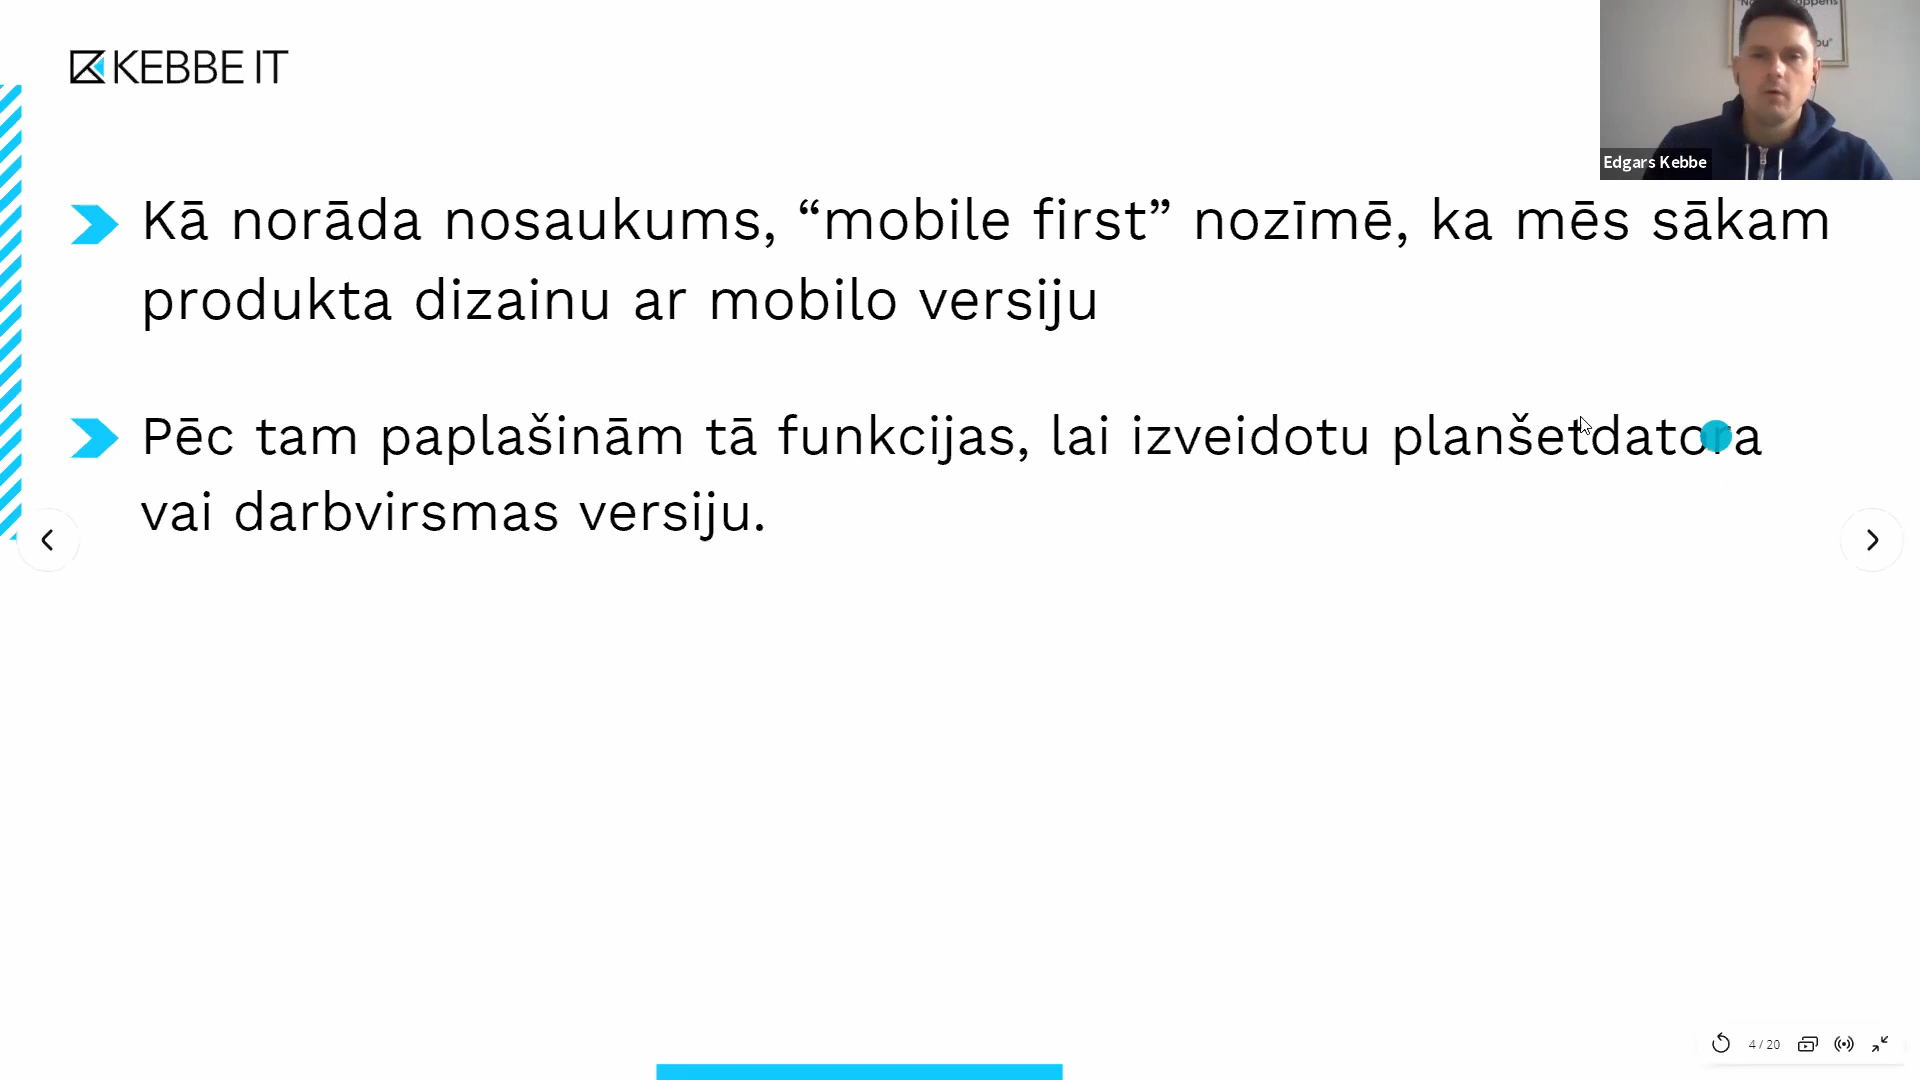 KEBBE IT
Edgars Kebbe
Kā norāda nosaukums, “mobile first” nozīmē, ka mēs sākam
produkta dizainu ar mobilo versiju
Pēc tam paplašinām tā funkcijas, lai izveidotu planšetdatora
vai darbvirsmas versiju.
4 / 20